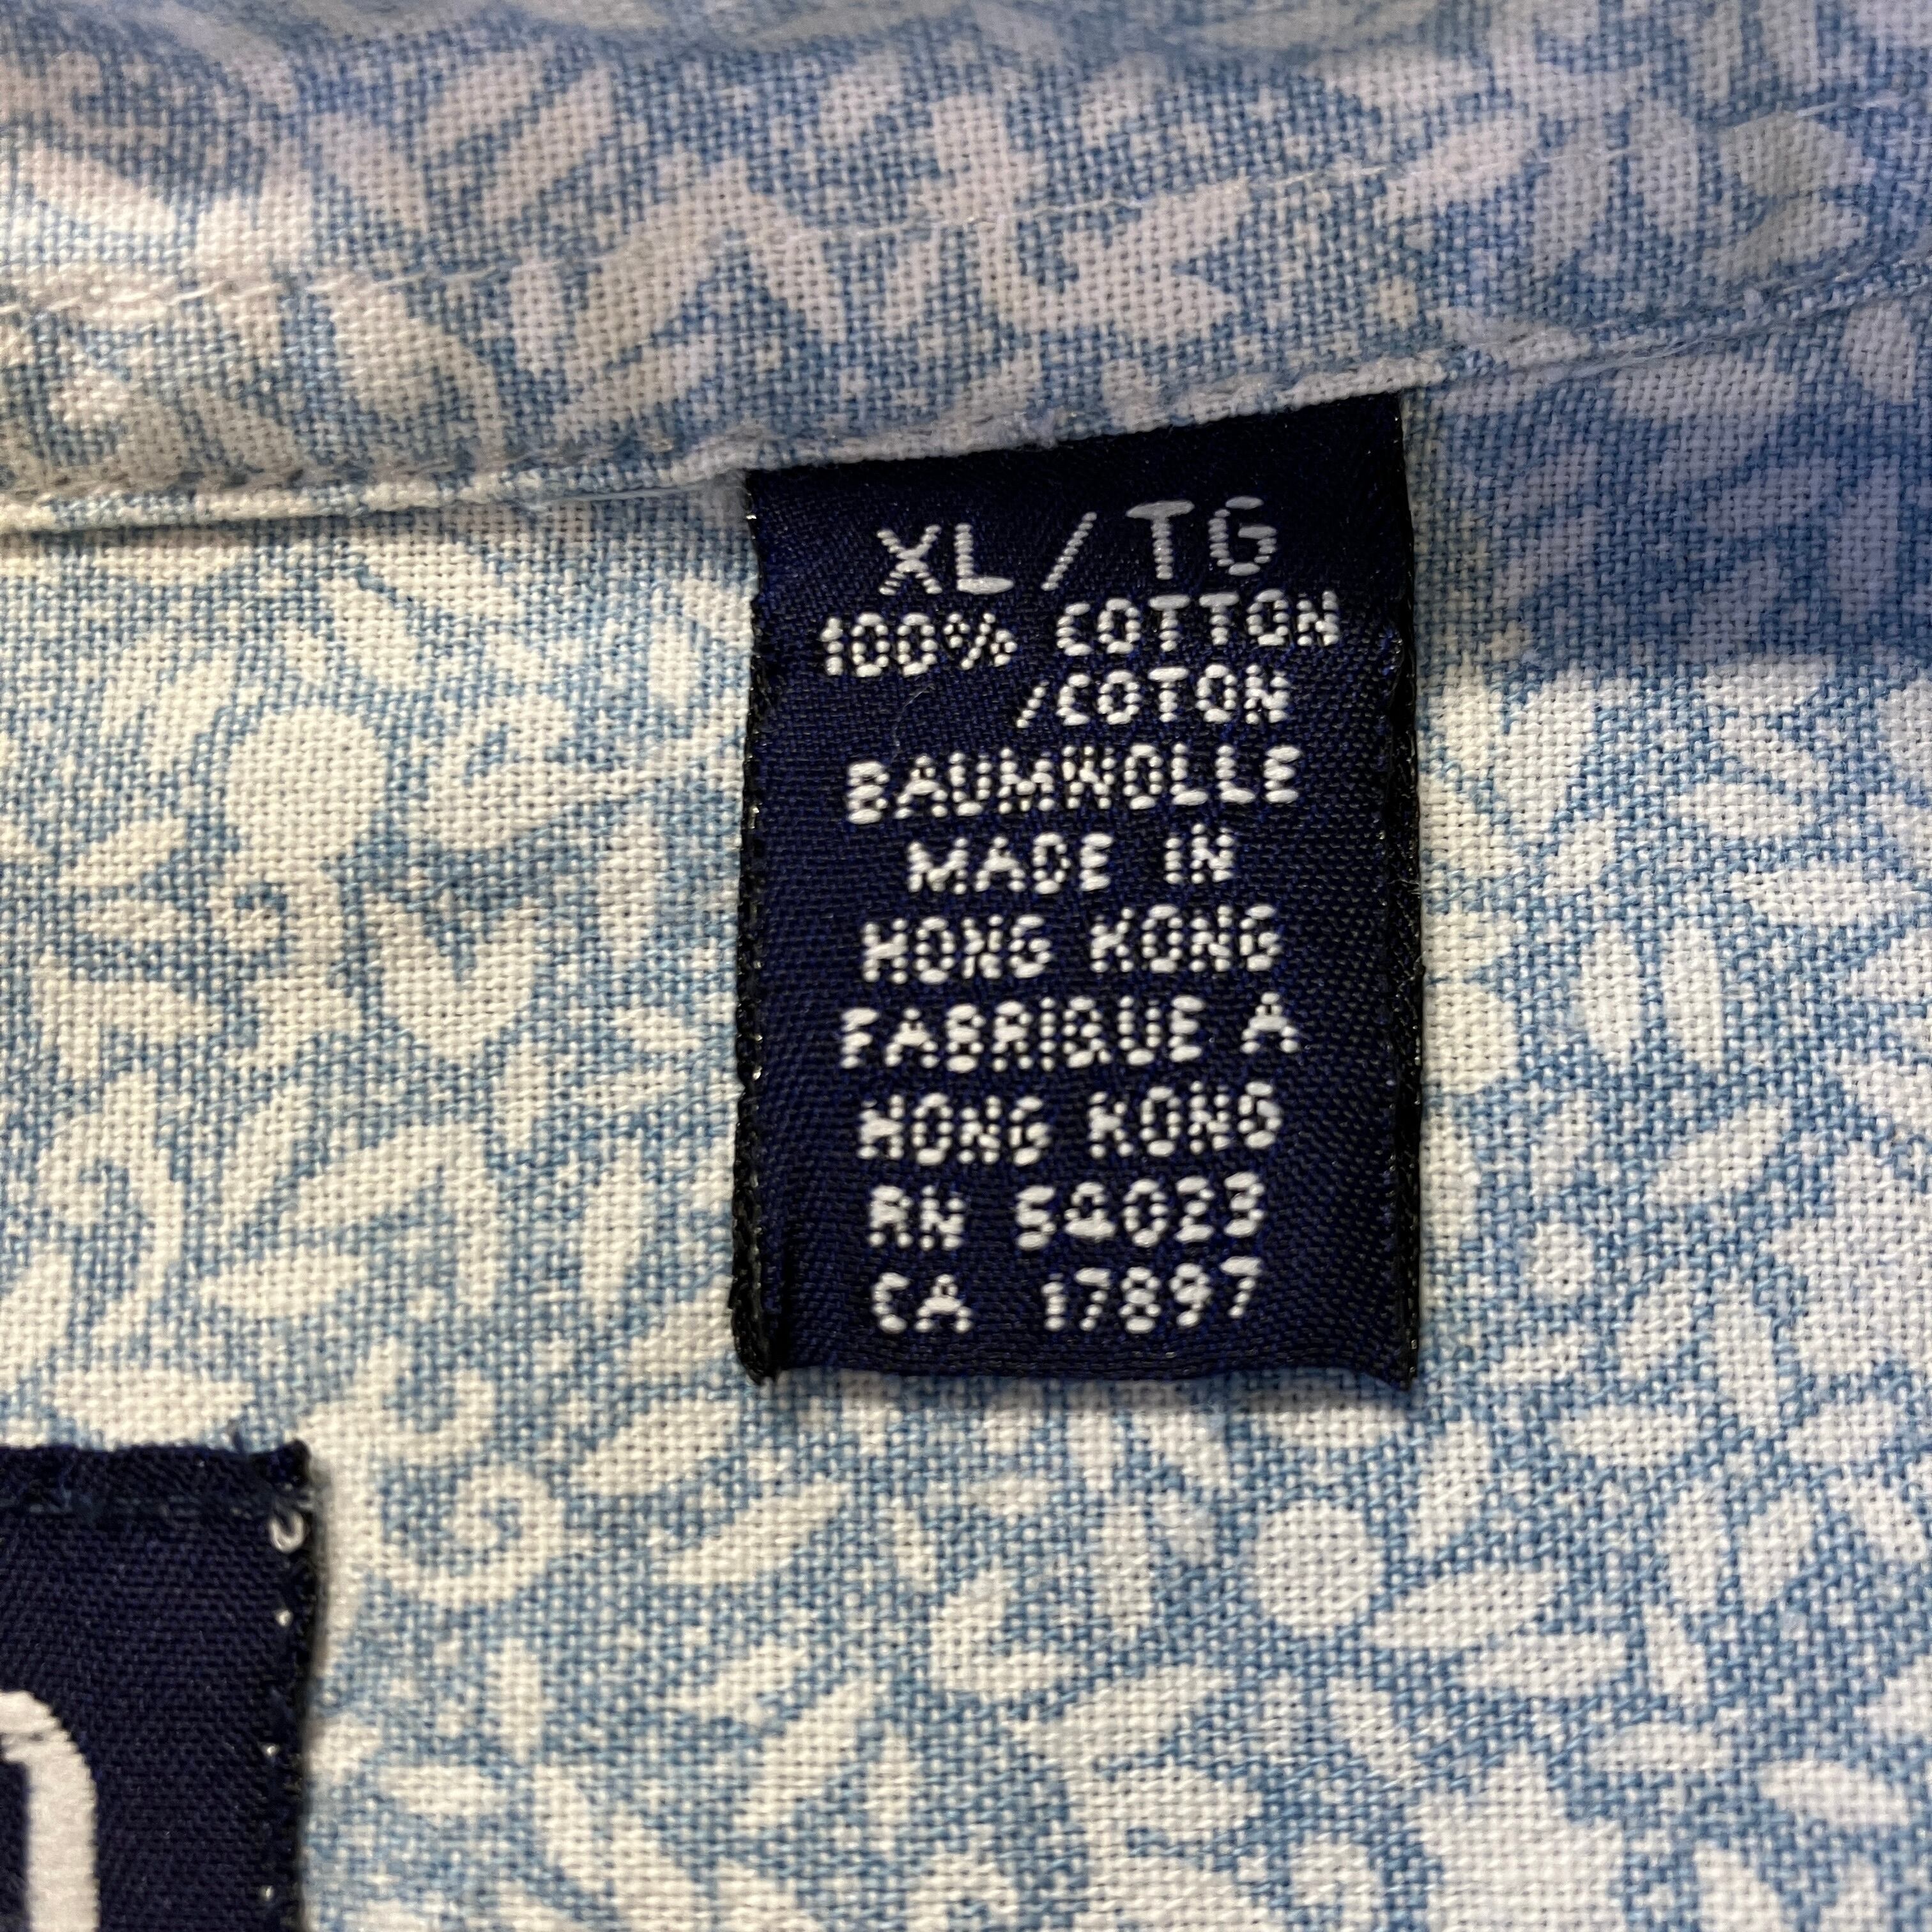 XL / TG
100% COTTON
/COTON
BAUMWOLLE
MADE IN
HONG KONG
FABRIQUE A
HONG KONG
RN 54023
CA 17897